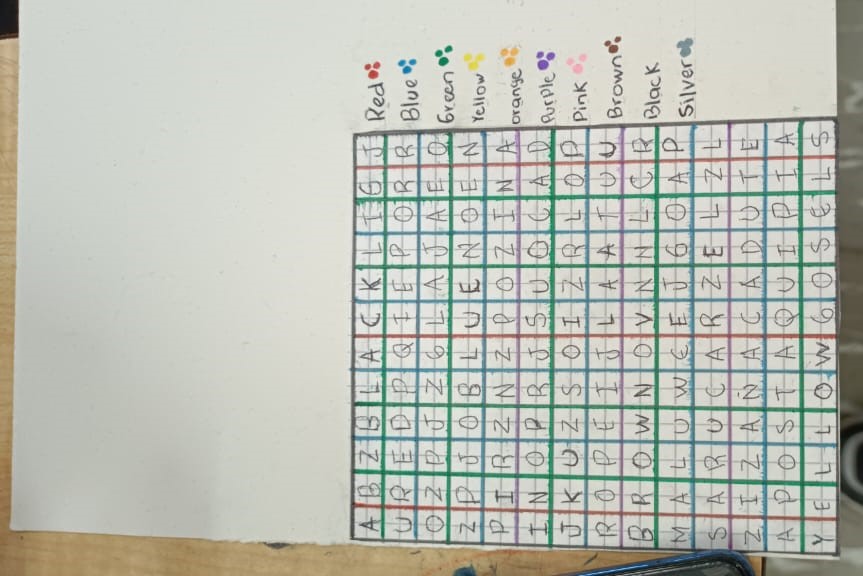 A B Z B L A C K L I G J
U R E D P Q I E P O R R
O Z P J Z G L A J A E Q
Z P J O B L U E N O E N
P I R Z N Z P O Z I N A
I N O P R J S U O C A D
J K U Z S O I Z R L O P
R O P E I J L A A T U U
B R O W N O V N N L C R
M A L U W E E J G O A P
S A R U C A R Z E L Z L
Z I Z A Ñ A C A D U T E
A P O S T A Q U I P I A
Y E L L O W G O S E L S
Red
Blue
Green
Yellow
orange
Purple
Pink
Brown
Black
Silver